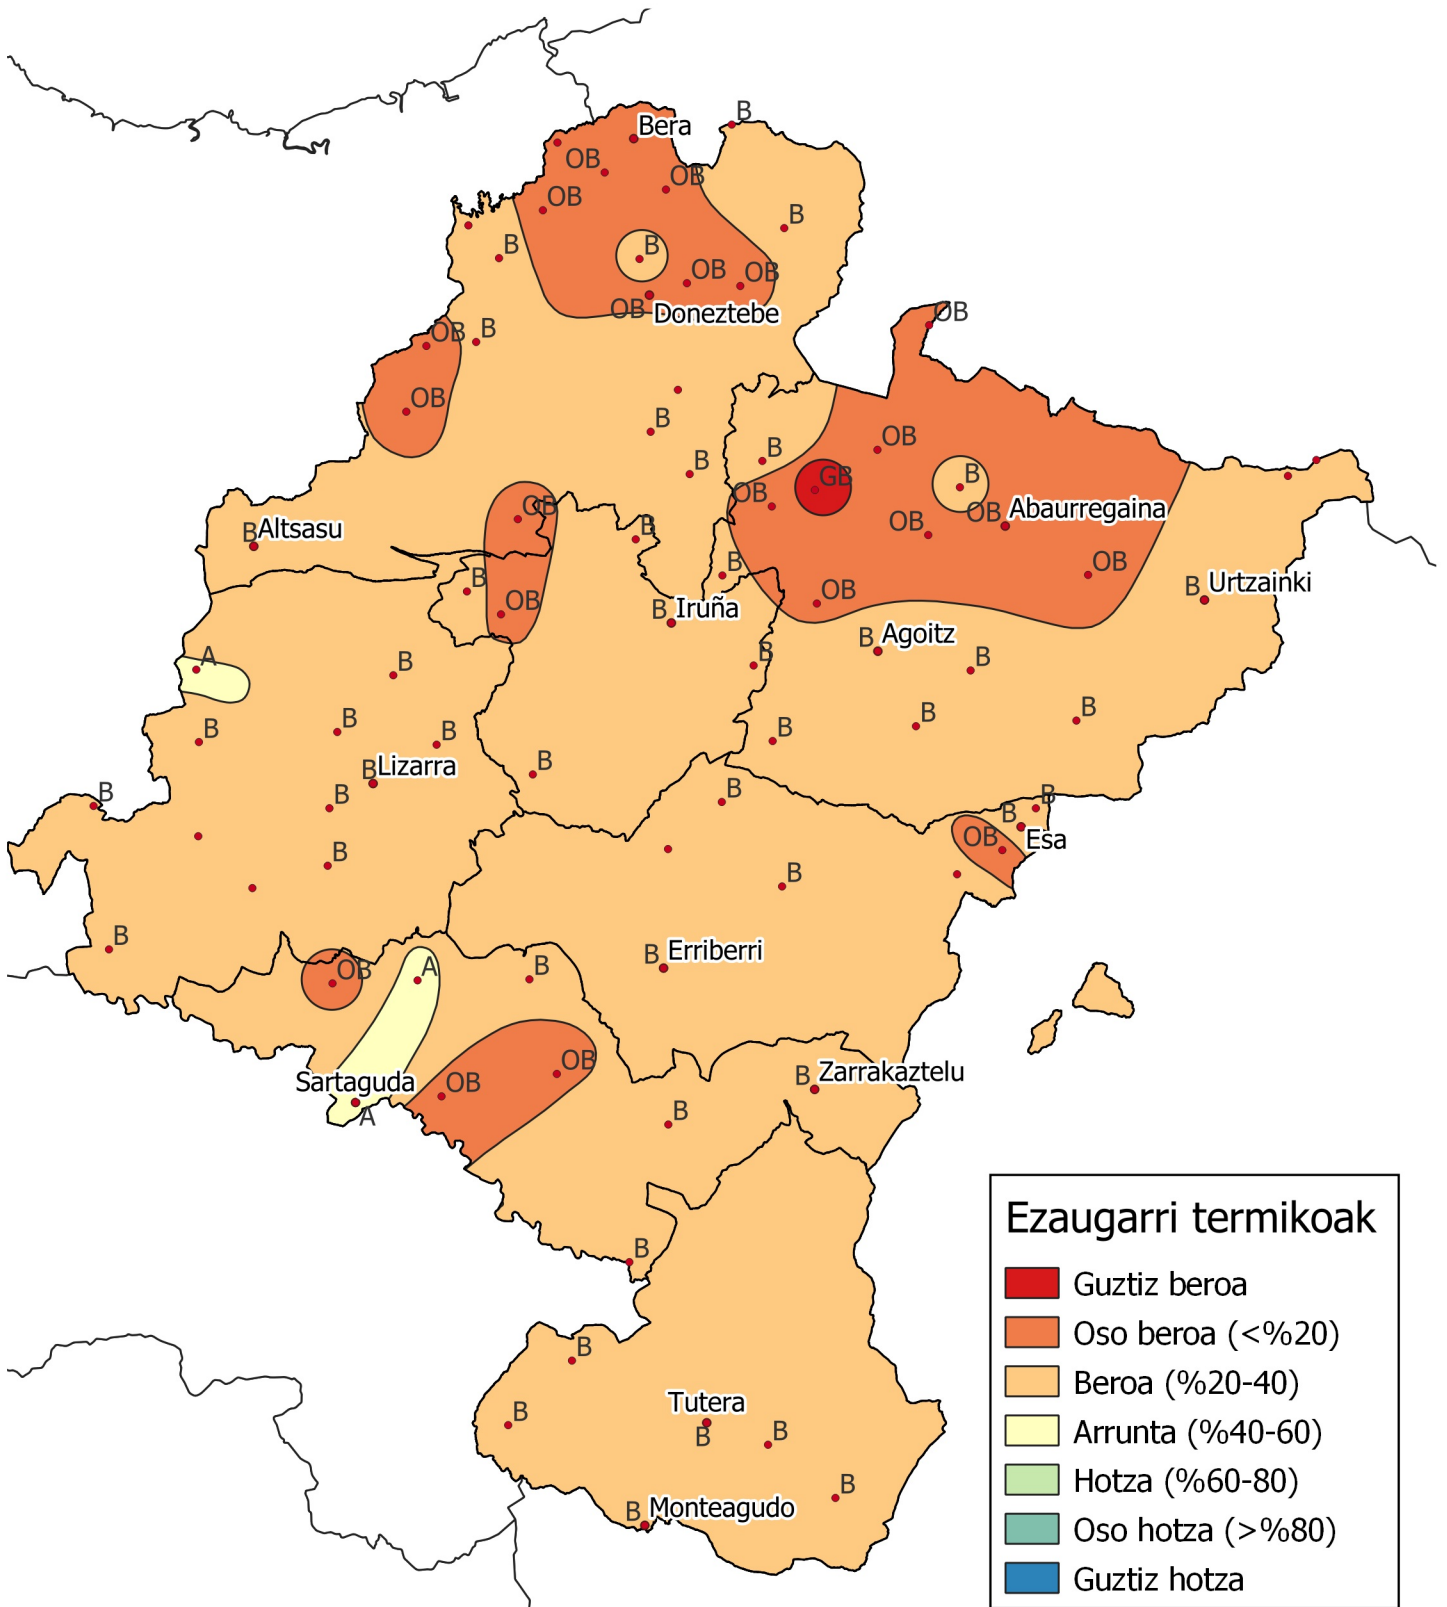 B
Bera
OB
OB
OB
B
B
B
OB
OB
OB
Doneztebe
OB
OB
B
OB
B
OB
B
B
B
OB
GB
OB
B
OB
Abaurregaina
OB
B
Altsasu
B
B
OB
B
OB
OB
B
Iruña
B
Urtzainki
B
Agoitz
A
B
B
B
B
B
B
B
B
B
B
Lizarra
B
B
B
B
B
B
OB
Esa
B
B
B
B
Erriberri
OB
A
B
Sartaguda
A
OB
OB
B
Zarrakaztelu
B
B
B
B
Tutera
B
B
B
B
Monteagudo
Ezaugarri termikoak
Guztiz beroa
Oso beroa (<%20)
Beroa (%20-40)
Arrunta (%40-60)
Hotza (%60-80)
Oso hotza (>%80)
Guztiz hotza